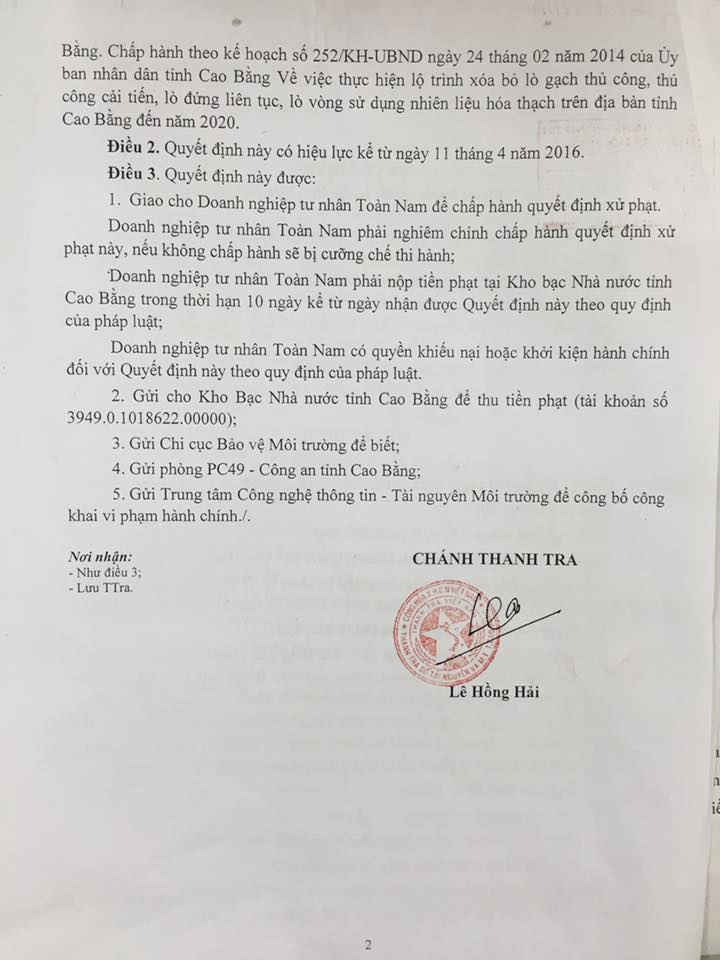 Bằng. Chấp hành theo kế hoạch số 252/KH-UBND ngày 24 tháng 02 năm 2014 của Ủy
ban nhân dân tỉnh Cao Bằng Về việc thực hiện lộ trình xóa bỏ lò gạch thủ công, thủ
công cải tiến, lò đứng liên tục, lò vòng sử dụng nhiên liệu hóa thạch trên địa bàn tỉnh
Cao Bằng đến năm 2020.
Điều 2. Quyết định này có hiệu lực kể từ ngày 11 tháng 4 năm 2016.
Điều 3. Quyết định này được:
1. Giao cho Doanh nghiệp tư nhân Toàn Nam để chấp hành quyết định xử phạt.
Doanh nghiệp tư nhân Toàn Nam phải nghiêm chỉnh chấp hành quyết định xử
phạt này, nếu không chấp hành sẽ bị cưỡng chế thi hành;
Doanh nghiệp tư nhân Toàn Nam phải nộp tiền phạt tại Kho bạc Nhà nước tỉnh
Cao Bằng trong thời hạn 10 ngày kể từ ngày nhận được Quyết định này theo quy định
của pháp luật;
Doanh nghiệp tư nhân Toàn Nam có quyền khiếu nại hoặc khởi kiện hành chính
đối với Quyết định này theo quy định của pháp luật.
2. Gửi cho Kho Bạc Nhà nước tỉnh Cao Bằng để thu tiền phạt (tài khoản số
3949.0.1018622.00000);
3. Gửi Chi cục Bảo vệ Môi trường để biết;
4. Gửi phòng PC49 - Công an tỉnh Cao Bằng;
5. Gửi Trung tâm Công nghệ thông tin - Tài nguyên Môi trường để công bố công
khai vi phạm hành chính./.
Nơi nhận:
- Như điều 3;
- Lưu TTra.
CHÁNH THANH TRA
THANH TRA VIỆT NAM
Lê Hồng Hải
2